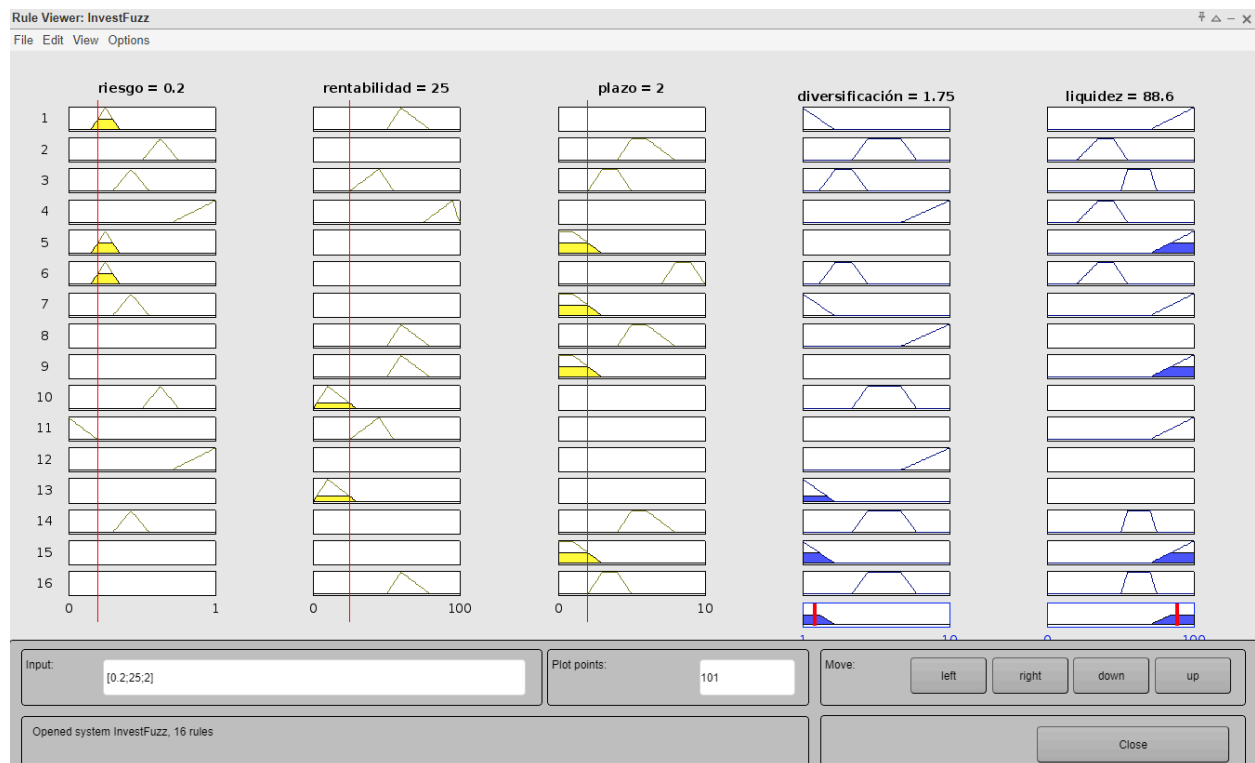 Rule Viewer: InvestFuzz
File Edit View Options
riesgo = 0.2 rentabilidad = 25 plazo = 2 diversificación = 1.75 liquidez = 88.6
1
2
3
4
5
6
7
8
9
10
11
12
13
14
15
16
0 1 0 100 0 10
1 10 0 100
Input: [0.2;25;2] Plot points: 101 Move: left right down up
Opened system InvestFuzz, 16 rules Close